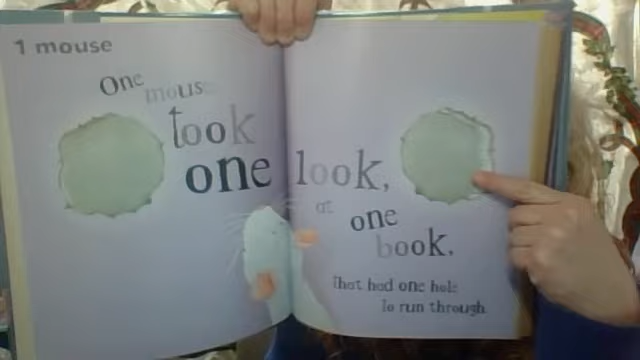 1 mouse
One
mouse
took
one look,
at
one
book.
That had one hole
to run through